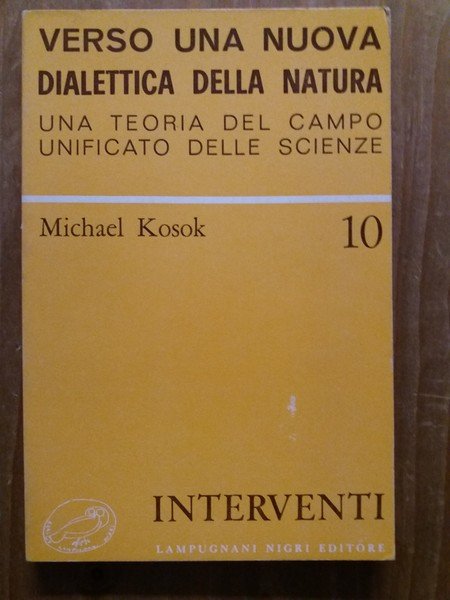 VERSO UNA NUOVA
DIALETTICA DELLA NATURA
UNA TEORIA DEL CAMPO
UNIFICATO DELLE SCIENZE
Michael Kosok 10
INTERVENTI
LAMPUGNANI NIGRI EDITORE